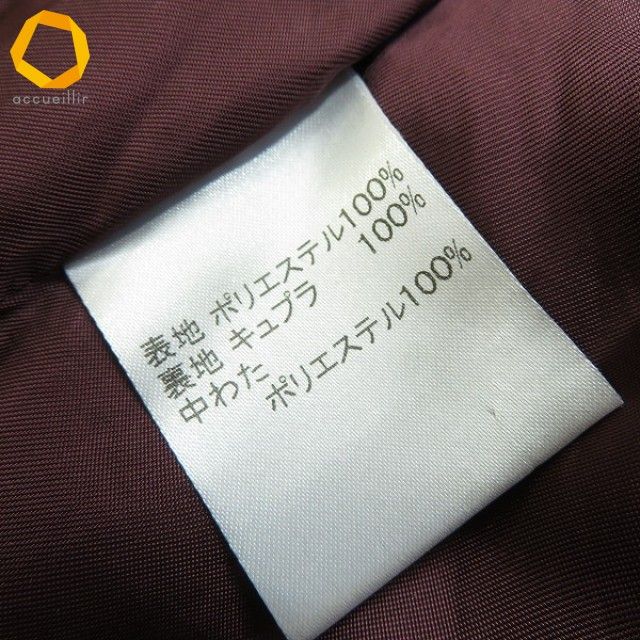 accueillir
表地 ポリエステル100%
裏地 キュプラ 100%
中わた
ポリエステル100%